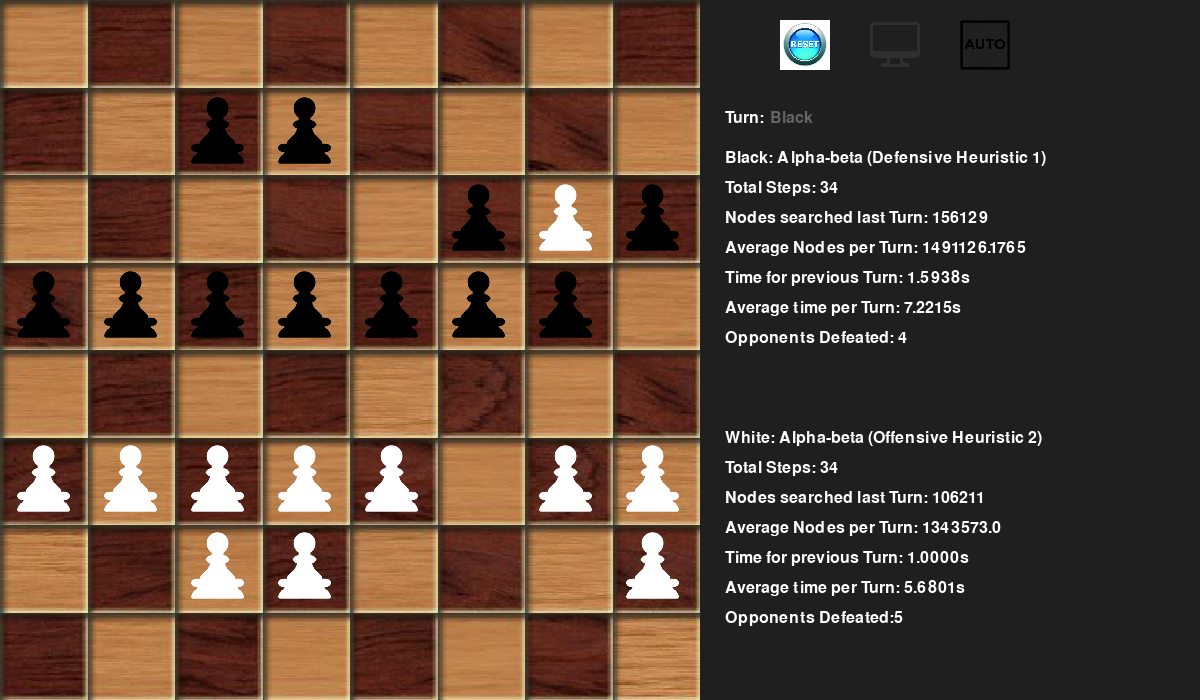 RESET
AUTO
Turn: Black
Black: Alpha-beta (Defensive Heuristic 1)
Total Steps: 34
Nodes searched last Turn: 156129
Average Nodes per Turn: 1491126.1765
Time for previous Turn: 1.5938s
Average time per Turn: 7.2215s
Opponents Defeated: 4
White: Alpha-beta (Offensive Heuristic 2)
Total Steps: 34
Nodes searched last Turn: 106211
Average Nodes per Turn: 1343573.0
Time for previous Turn: 1.0000s
Average time per Turn: 5.6801s
Opponents Defeated:5